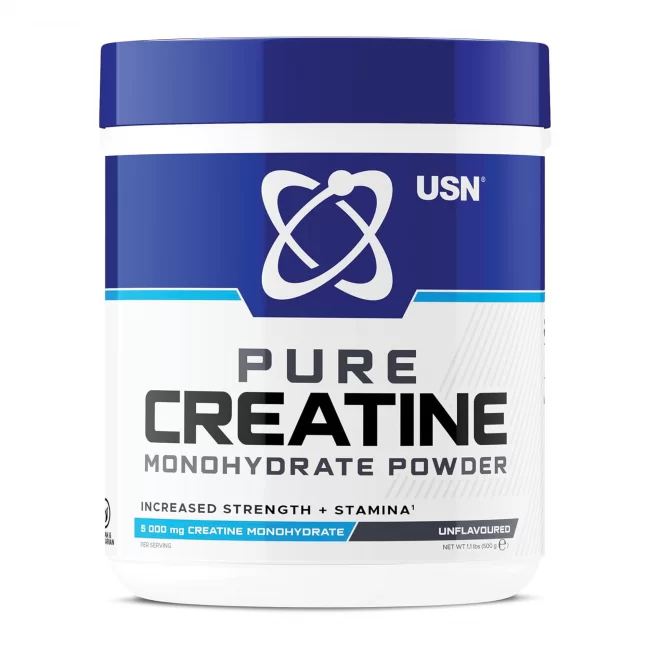 USN®
PURE
CREATINE
MONOHYDRATE POWDER
INCREASED STRENGTH + STAMINA¹
5 000 mg CREATINE MONOHYDRATE
UNFLAVOURED
PER SERVING
NET WT 1.1 lbs (500 g ℮)